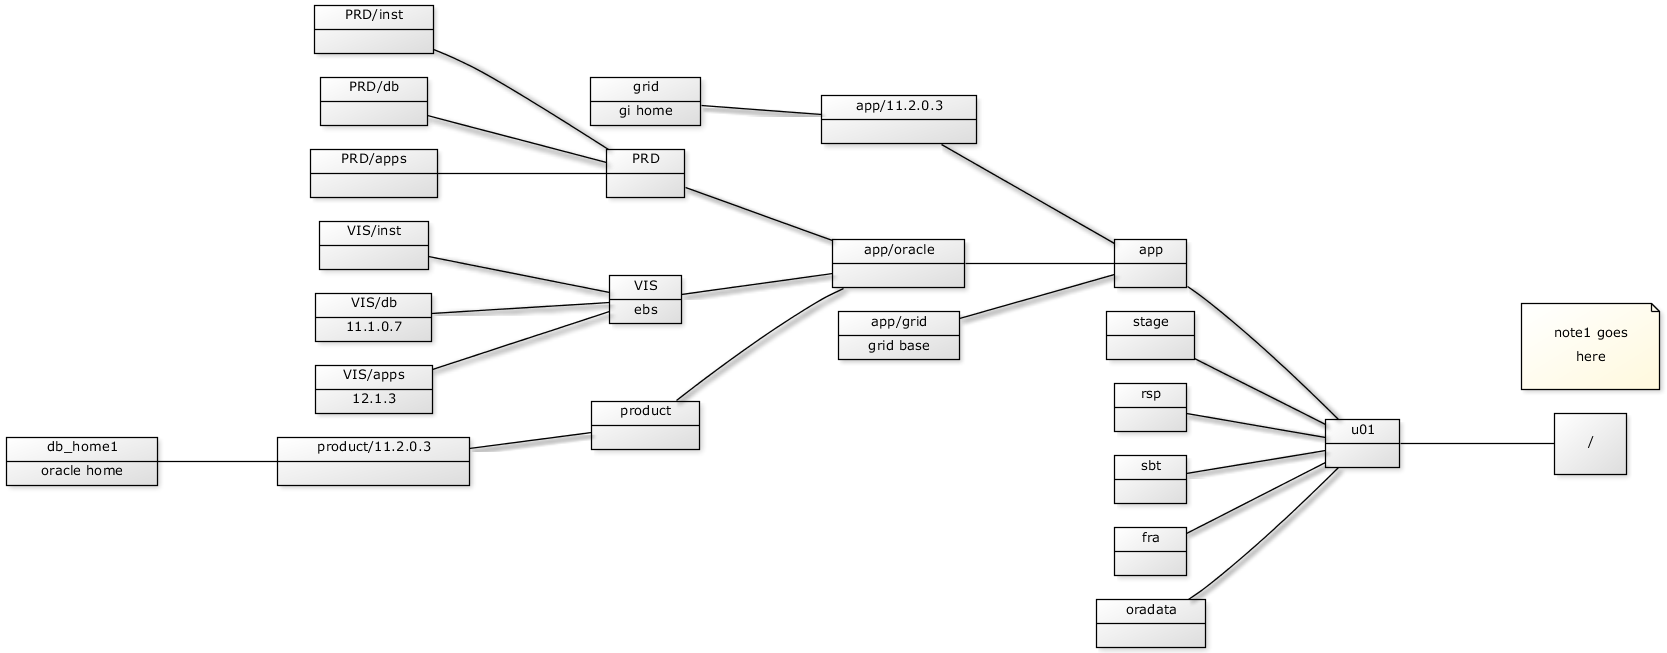 PRD/inst
PRD/db
grid
gi home
app/11.2.0.3
PRD/apps
PRD
VIS/inst
app/oracle
app
VIS
ebs
VIS/db
11.1.0.7
app/grid
grid base
stage
note1 goes
here
VIS/apps
12.1.3
rsp
product
u01
db_home1
oracle home
product/11.2.0.3
/
sbt
fra
oradata